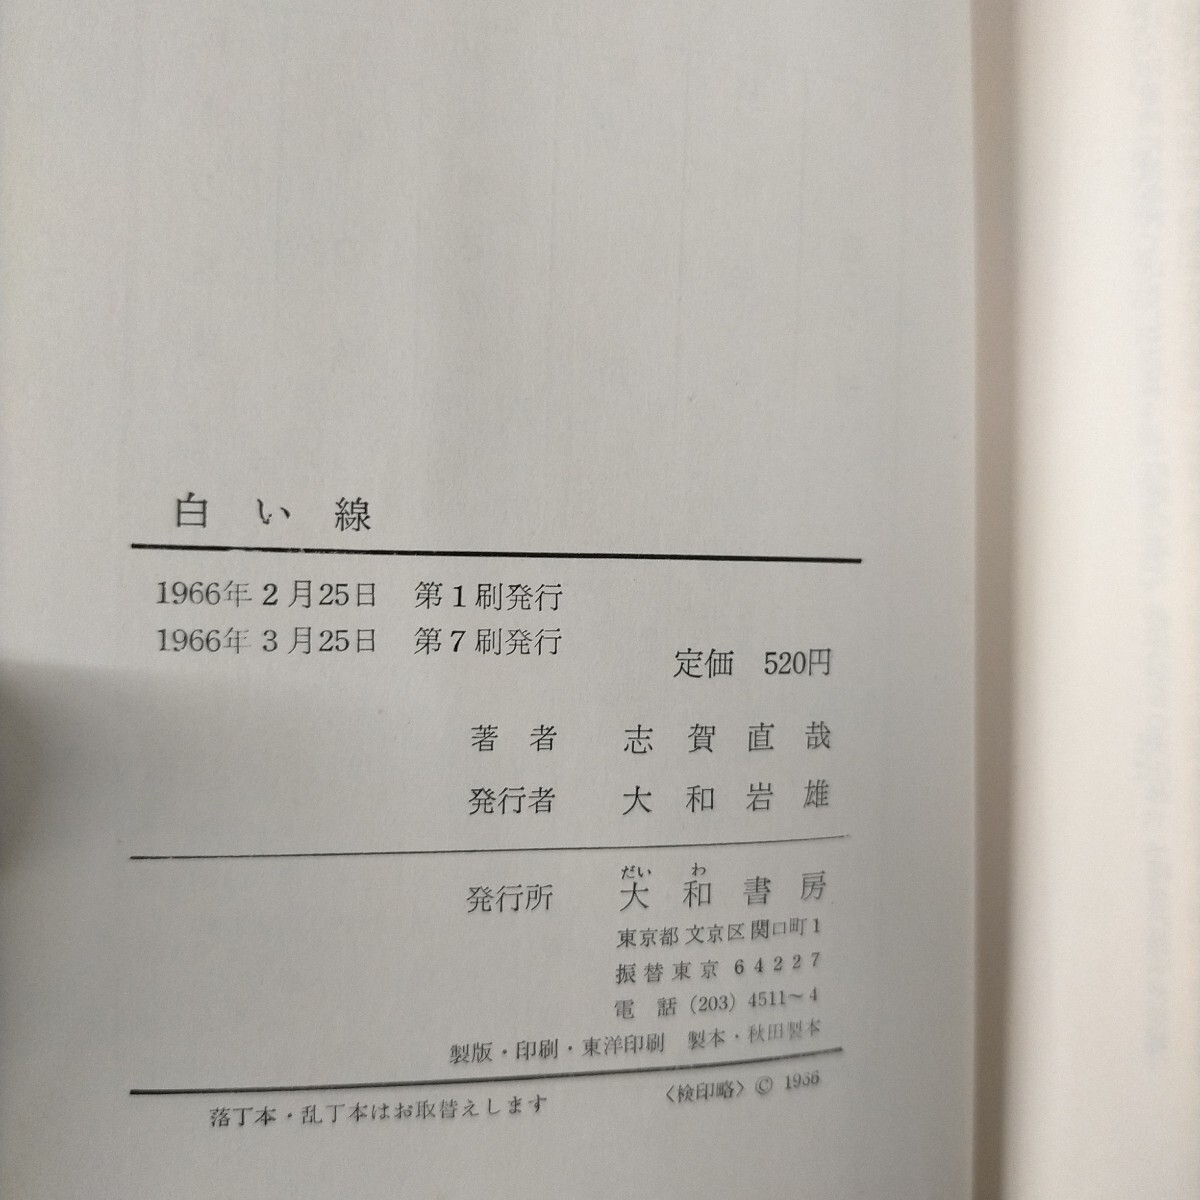 白い線
1966年2月25日 第1刷発行
1966年3月25日 第7刷発行
定価 520円
著者 志賀直哉
発行者 大和岩雄
だいわ
発行所 大和書房
東京都文京区関口町1
振替東京 64227
電話 (203) 4511～4
製版・印刷・東洋印刷 製本・秋田製本
落丁本・乱丁本はお取替えします 〈検印略〉© 1966